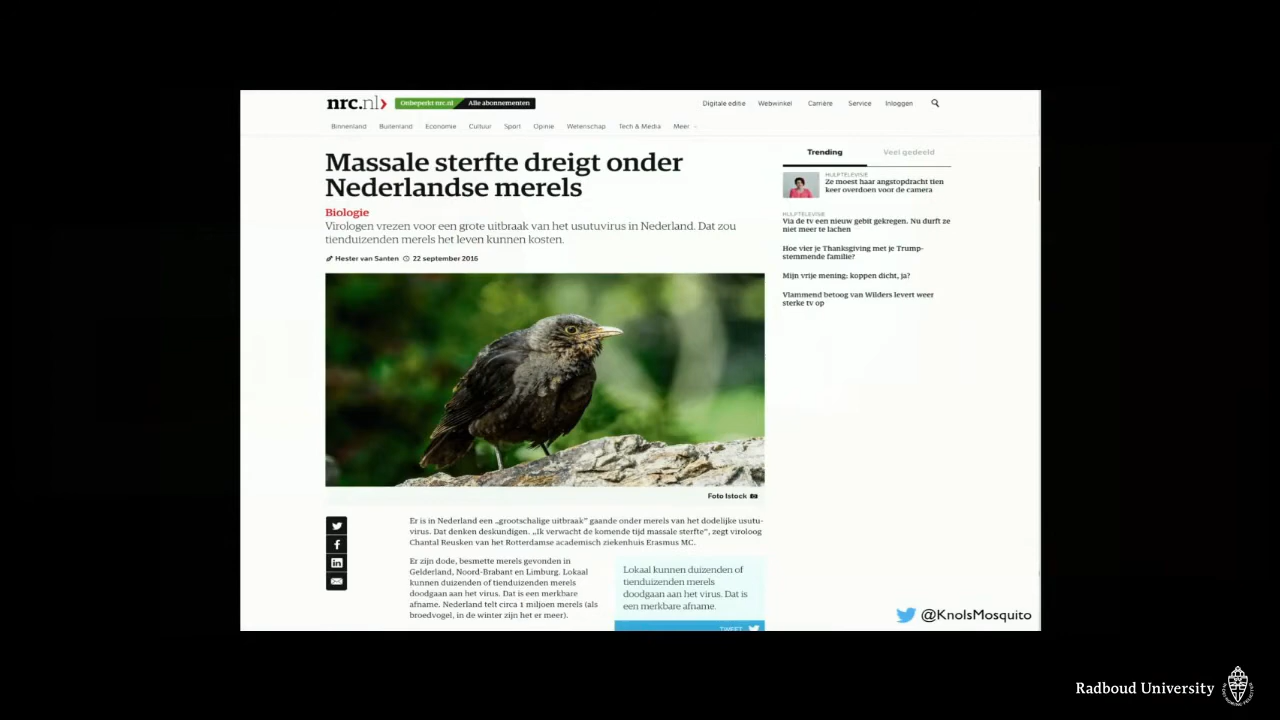 nrc.nl
Onbeperkt nrc.nl
Alle abonnementen
Digitale editie Webwinkel Carrière Service Inloggen
Binnenland Buitenland Economie Cultuur Sport Opinie Wetenschap Tech & Media Meer
Massale sterfte dreigt onder
Nederlandse merels
Biologie
Virologen vrezen voor een grote uitbraak van het usutuvirus in Nederland. Dat zou
tienduizenden merels het leven kunnen kosten.
Hester van Santen 22 september 2016
Foto Istock
Er is in Nederland een „grootschalige uitbraak” gaande onder merels van het dodelijke usutu-
virus. Dat denken deskundigen. „Ik verwacht de komende tijd massale sterfte”, zegt viroloog
Chantal Reusken van het Rotterdamse academisch ziekenhuis Erasmus MC.
Er zijn dode, besmette merels gevonden in
Gelderland, Noord-Brabant en Limburg. Lokaal
kunnen duizenden of tienduizenden merels
doodgaan aan het virus. Dat is een merkbare
afname. Nederland telt circa 1 miljoen merels (als
broedvogel, in de winter zijn het er meer).
Lokaal kunnen duizenden of
tienduizenden merels
doodgaan aan het virus. Dat is
een merkbare afname.
TWEET
Trending
Veel gedeeld
HULPTELEVISIE
Ze moest haar angstopdracht tien
keer overdoen voor de camera
HULPTELEVISIE
Via de tv een nieuw gebit gekregen. Nu durft ze
niet meer te lachen
Hoe vier je Thanksgiving met je Trump-
stemmende familie?
Mijn vrije mening: koppen dicht, ja?
Vlammend betoog van Wilders levert weer
sterke tv op
@KnolsMosquito
Radboud University